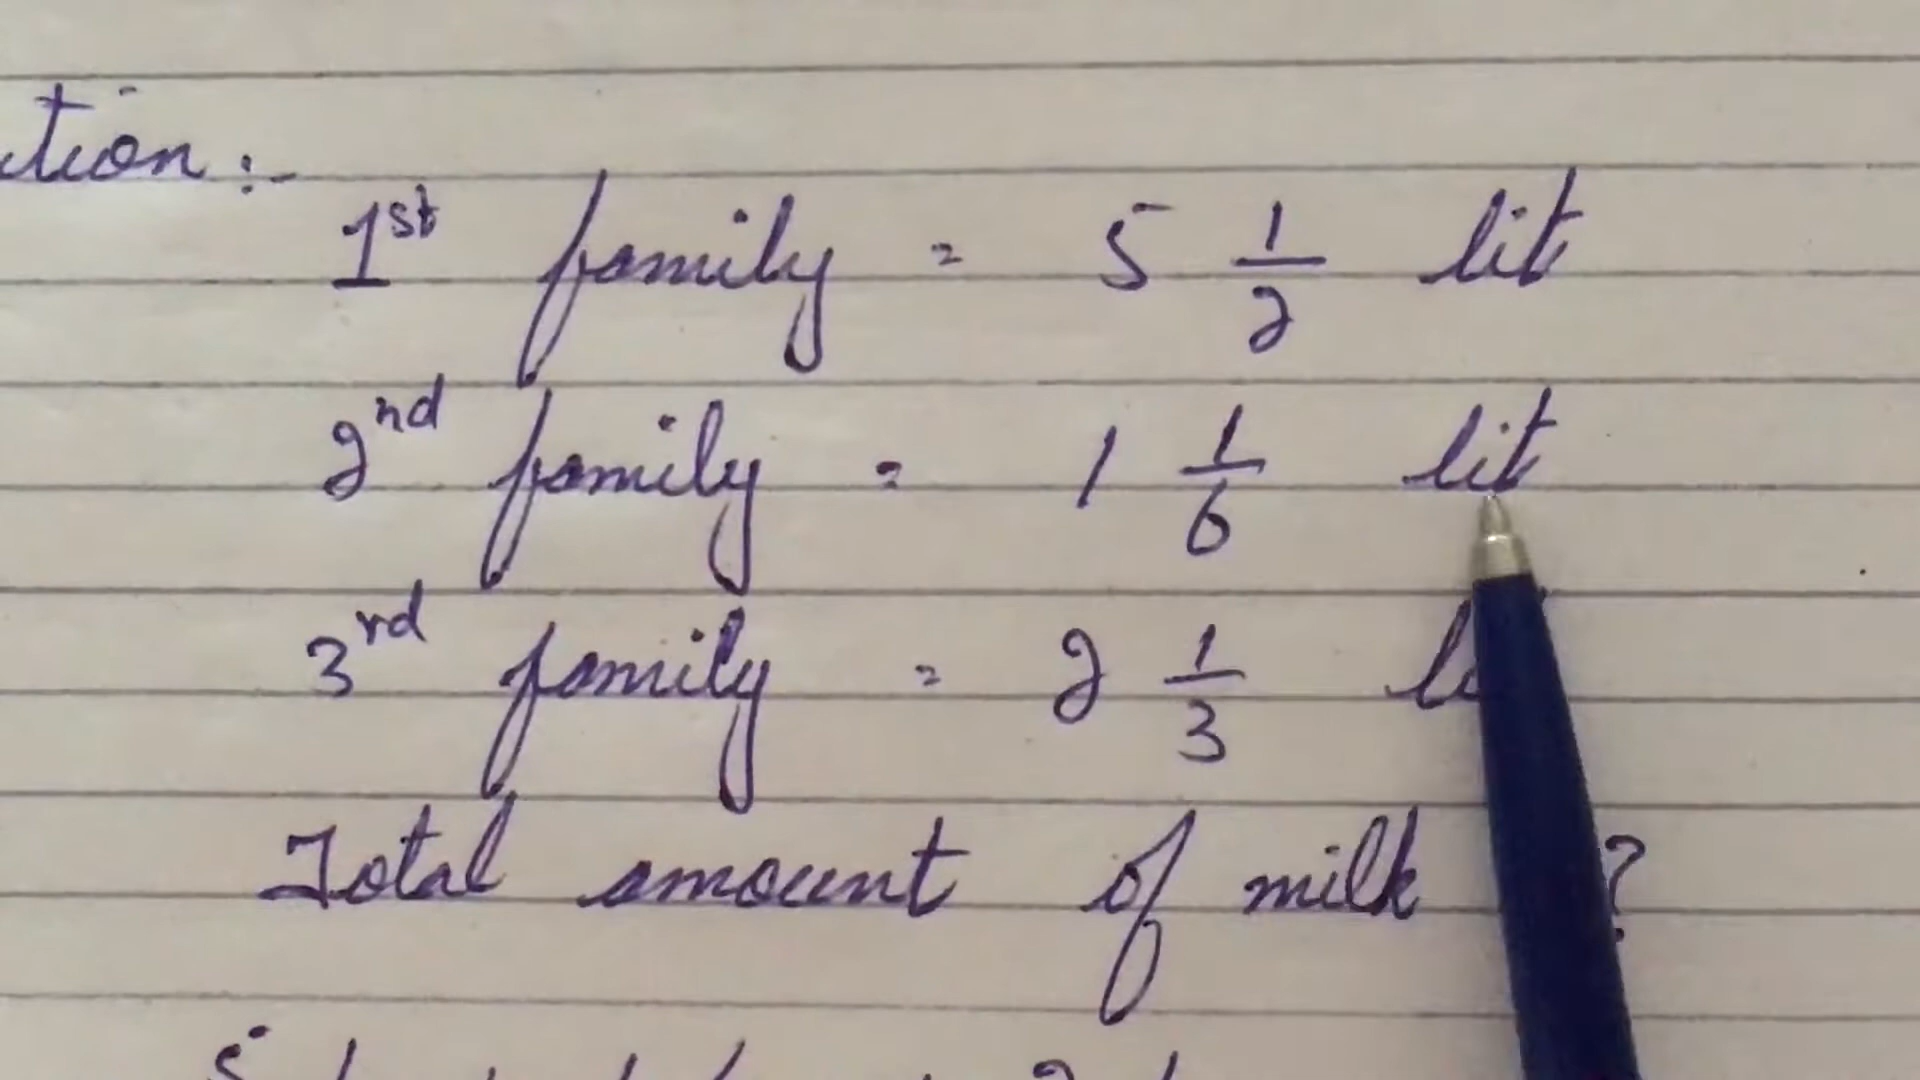 tion :-
1st family = 5 1/2 lit
2nd family = 1 1/6 lit
3rd family = 2 1/3
Total amount of milk ?